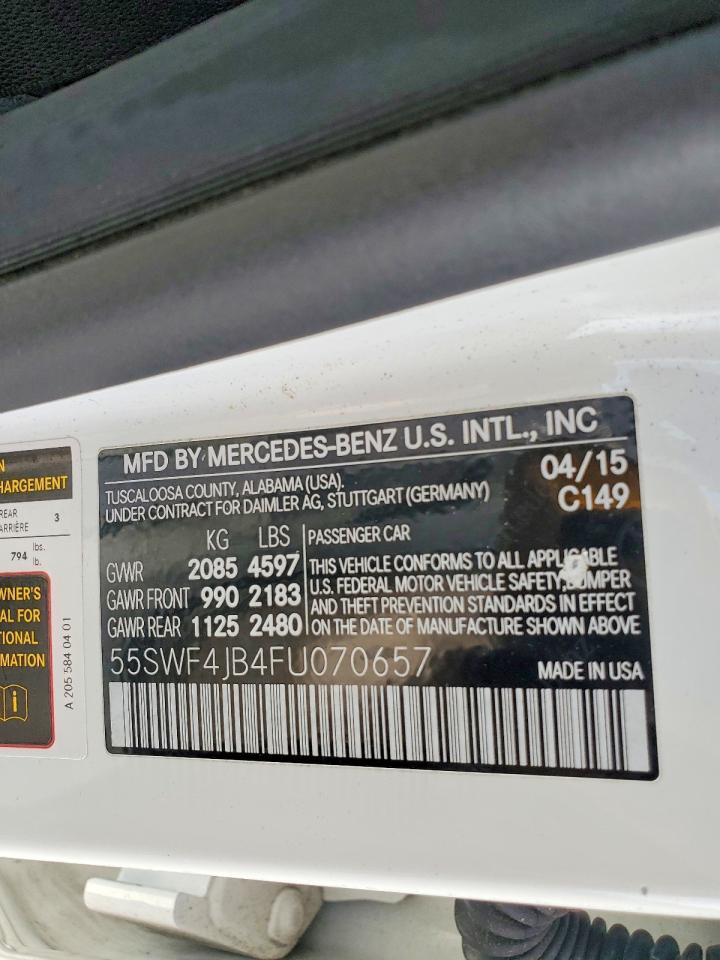 N
HARGEMENT
REAR
ARRIÈRE 3
794 lbs.
lb.
WNER'S
AL FOR
TIONAL
MATION
A 205 584 04 01
MFD BY MERCEDES-BENZ U.S. INTL., INC
TUSCALOOSA COUNTY, ALABAMA (USA). 04/15
UNDER CONTRACT FOR DAIMLER AG, STUTTGART (GERMANY) C149
KG LBS
GVWR 2085 4597
GAWR FRONT 990 2183
GAWR REAR 1125 2480
PASSENGER CAR
THIS VEHICLE CONFORMS TO ALL APPLICABLE
U.S. FEDERAL MOTOR VEHICLE SAFETY, BUMPER
AND THEFT PREVENTION STANDARDS IN EFFECT
ON THE DATE OF MANUFACTURE SHOWN ABOVE
55SWF4JB4FU070657
MADE IN USA